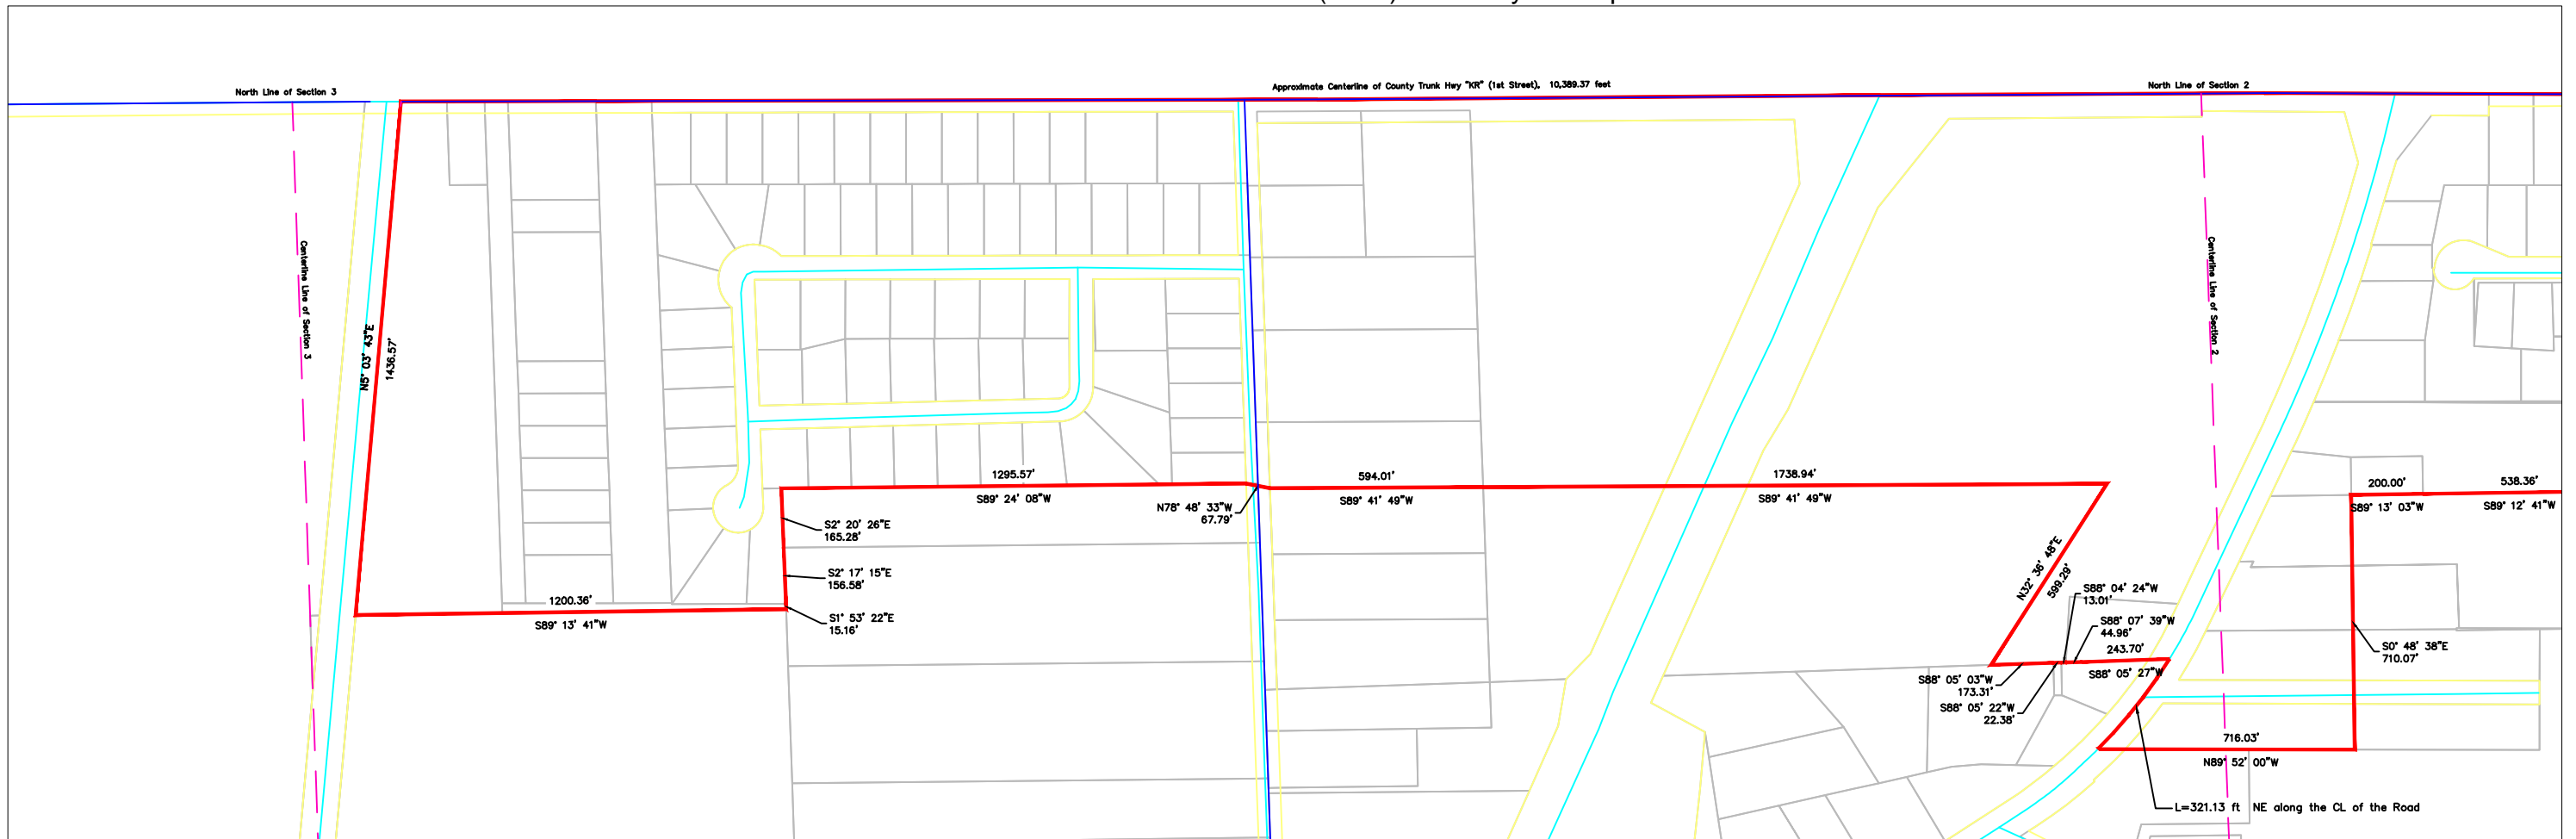 North Line of Section 3
Approximate Centerline of County Trunk Hwy "KR" (1st Street), 10,389.37 feet
North Line of Section 2
Centerline Line of Section 3
N5° 03' 43"E
1436.57'
Centerline Line of Section 2
1295.57'
S89° 24' 08"W
N78° 48' 33"W
67.79'
594.01'
S89° 41' 49"W
1738.94'
S89° 41' 49"W
200.00'
S89° 13' 03"W
538.36'
S89° 12' 41"W
S2° 20' 26"E
165.28'
S2° 17' 15"E
156.58'
S1° 53' 22"E
15.16'
1200.36'
S89° 13' 41"W
N32° 36' 48"E
599.29'
S88° 04' 24"W
13.01'
S88° 07' 39"W
44.96'
243.70'
S88° 05' 27"W
S88° 05' 03"W
173.31'
S88° 05' 22"W
22.38'
S0° 48' 38"E
710.07'
716.03'
N89° 52' 00"W
L=321.13 ft NE along the CL of the Road